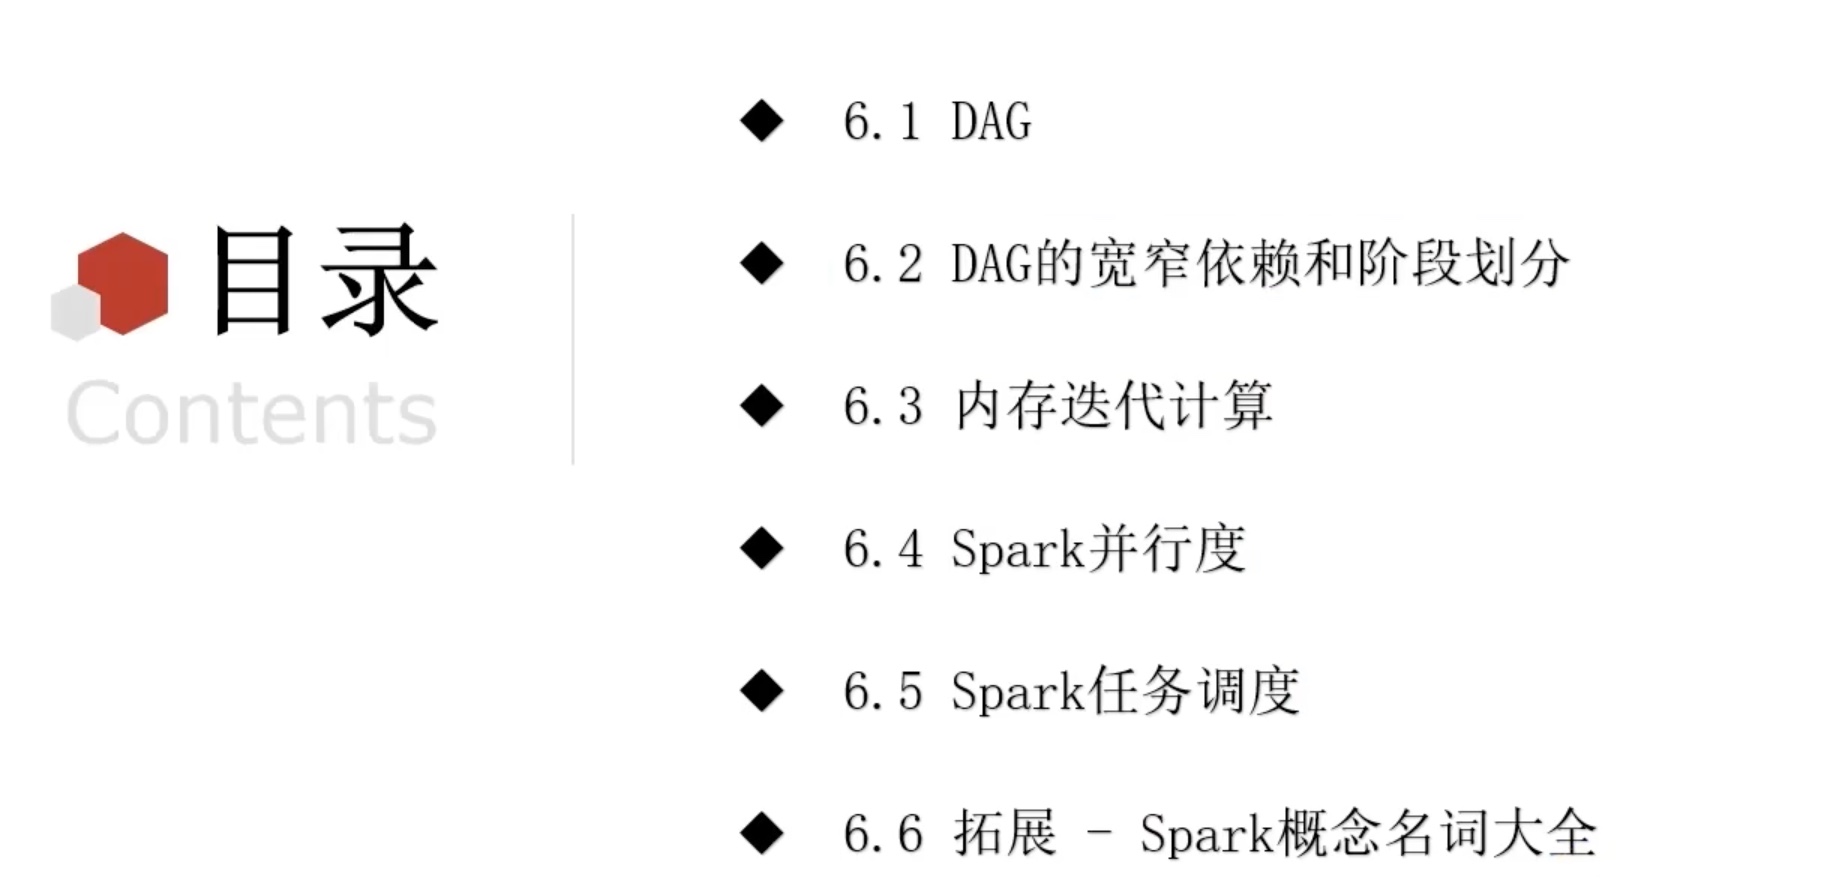 目录
Contents
6.1 DAG
6.2 DAG的宽窄依赖和阶段划分
6.3 内存迭代计算
6.4 Spark并行度
6.5 Spark任务调度
6.6 拓展 - Spark概念名词大全